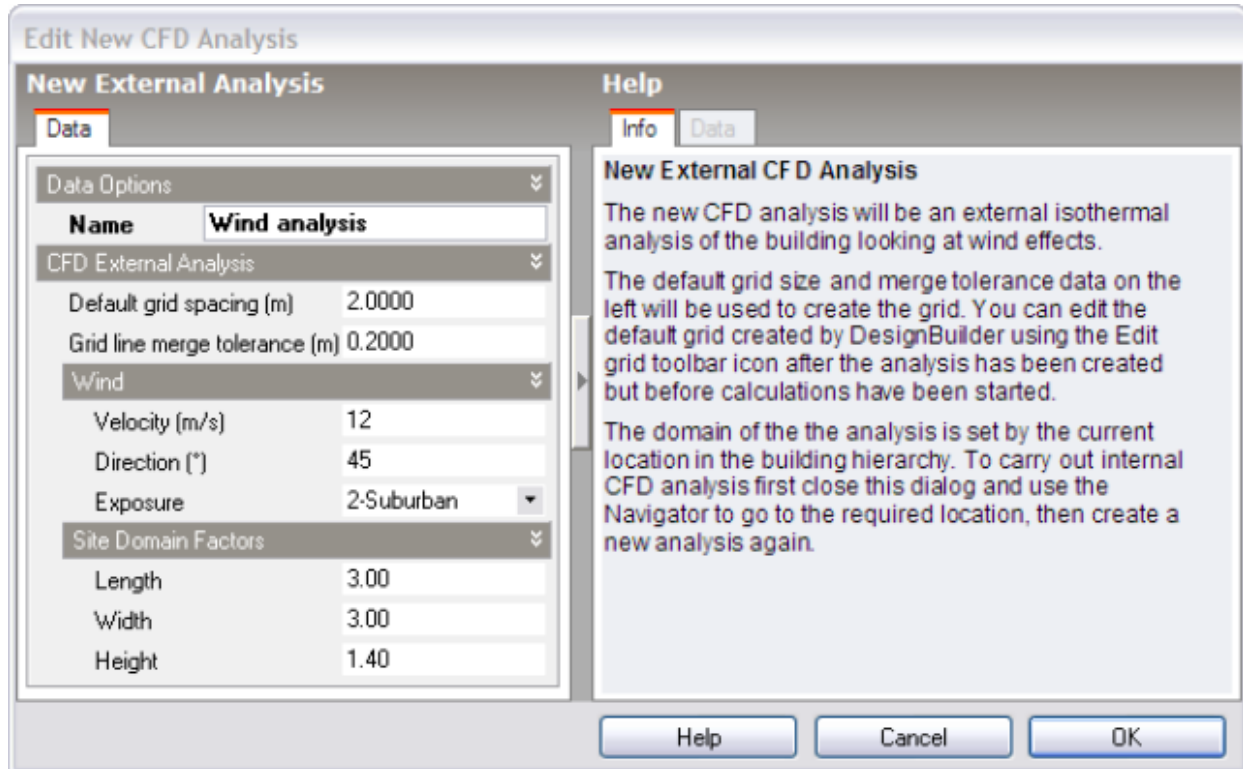 Edit New CFD Analysis
New External Analysis
Data
Data Options
Name Wind analysis
CFD External Analysis
Default grid spacing (m) 2.0000
Grid line merge tolerance (m) 0.2000
Wind
Velocity (m/s) 12
Direction (°) 45
Exposure 2-Suburban
Site Domain Factors
Length 3.00
Width 3.00
Height 1.40
Help
Info Data
New External CFD Analysis
The new CFD analysis will be an external isothermal
analysis of the building looking at wind effects.
The default grid size and merge tolerance data on the
left will be used to create the grid. You can edit the
default grid created by DesignBuilder using the Edit
grid toolbar icon after the analysis has been created
but before calculations have been started.
The domain of the the analysis is set by the current
location in the building hierarchy. To carry out internal
CFD analysis first close this dialog and use the
Navigator to go to the required location, then create a
new analysis again.
Help Cancel OK